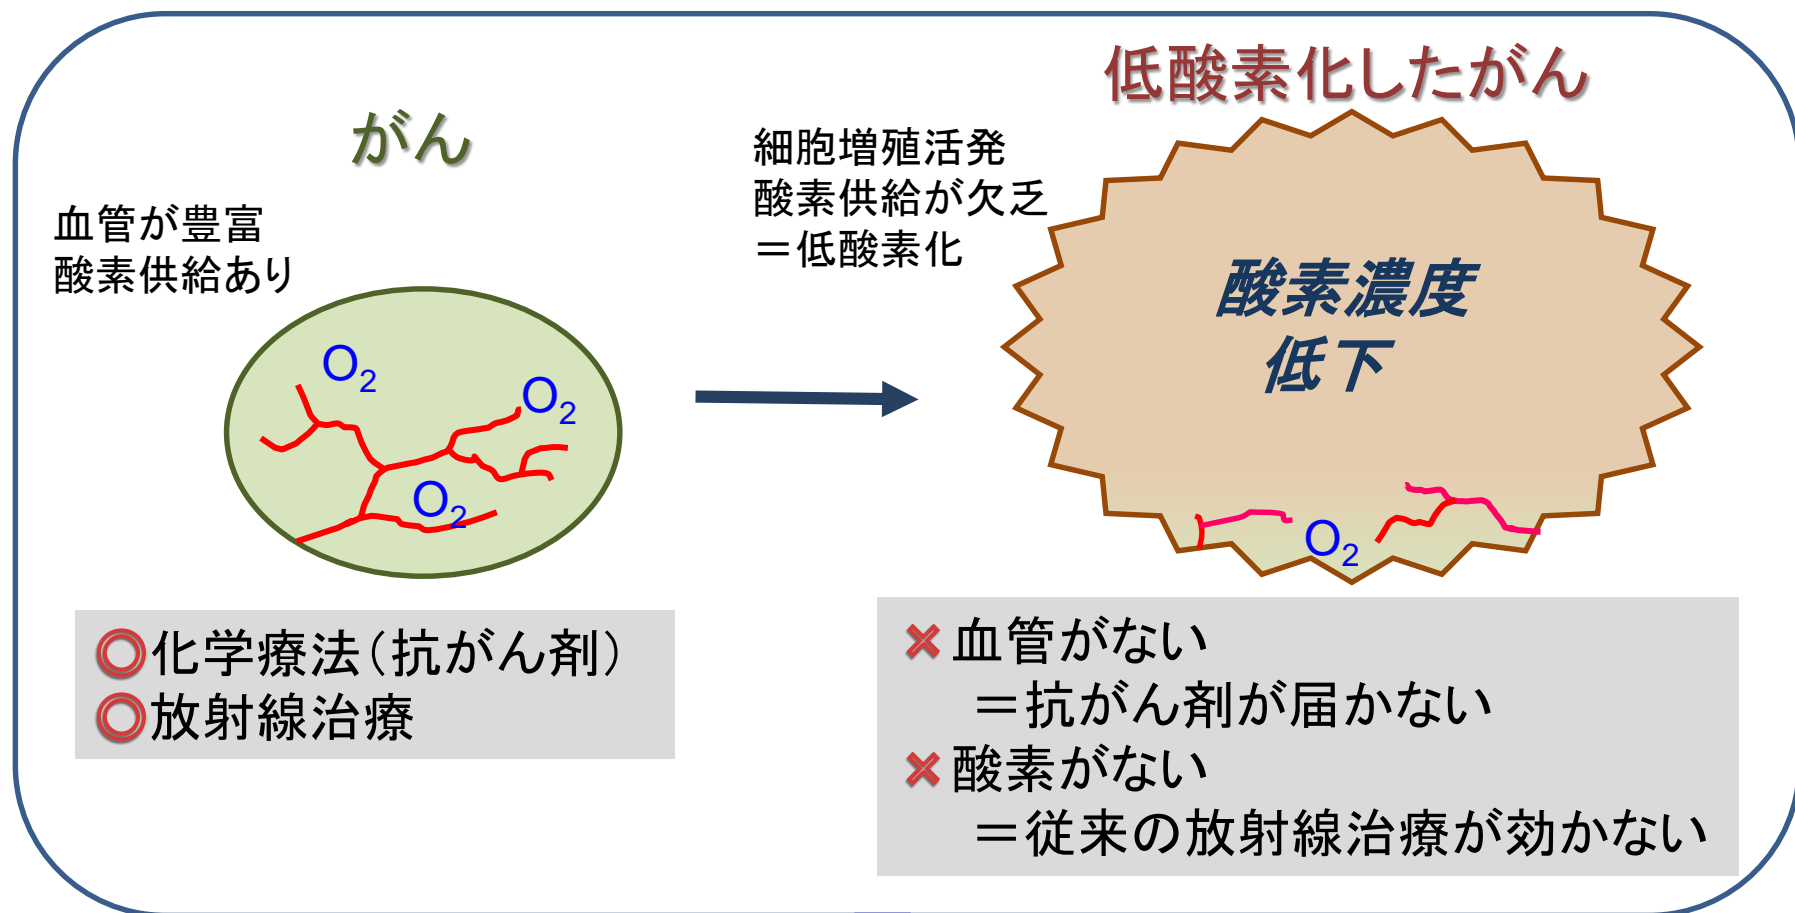 がん
血管が豊富
酸素供給あり
O2
O2
O2
◎化学療法（抗がん剤）
◎放射線治療
細胞増殖活発
酸素供給が欠乏
＝低酸素化
低酸素化したがん
酸素濃度
低下
O2
×血管がない
＝抗がん剤が届かない
×酸素がない
＝従来の放射線治療が効かない